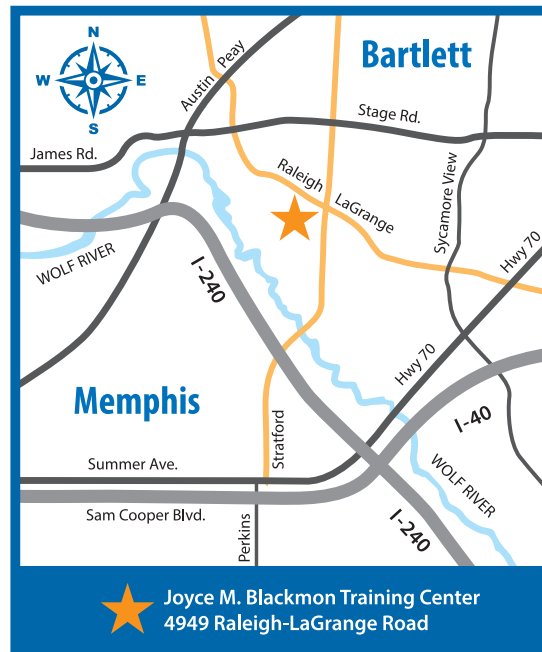 N
W E
S
Bartlett
Austin Peay
Stage Rd.
James Rd.
Raleigh LaGrange
Sycamore View
WOLF RIVER
Hwy 70
I-240
Memphis
Hwy 70
I-40
Stratford
Summer Ave.
WOLF RIVER
Sam Cooper Blvd.
Perkins
I-240
Joyce M. Blackmon Training Center
4949 Raleigh-LaGrange Road